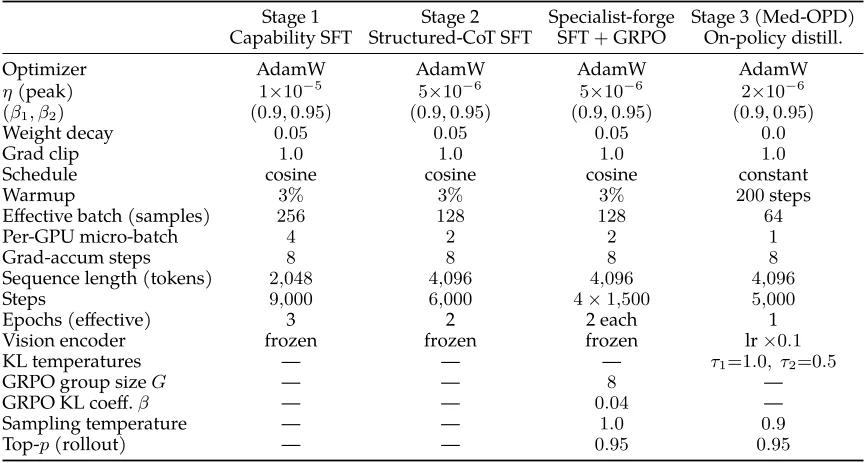 Stage 1 Stage 2 Specialist-forge Stage 3 (Med-OPD)
Capability SFT Structured-CoT SFT SFT + GRPO On-policy distill.
Optimizer AdamW AdamW AdamW AdamW
η (peak) 1×10⁻⁵ 5×10⁻⁶ 5×10⁻⁶ 2×10⁻⁶
(β₁, β₂) (0.9, 0.95) (0.9, 0.95) (0.9, 0.95) (0.9, 0.95)
Weight decay 0.05 0.05 0.05 0.0
Grad clip 1.0 1.0 1.0 1.0
Schedule cosine cosine cosine constant
Warmup 3% 3% 3% 200 steps
Effective batch (samples) 256 128 128 64
Per-GPU micro-batch 4 2 2 1
Grad-accum steps 8 8 8 8
Sequence length (tokens) 2,048 4,096 4,096 4,096
Steps 9,000 6,000 4 × 1,500 5,000
Epochs (effective) 3 2 2 each 1
Vision encoder frozen frozen frozen lr ×0.1
KL temperatures — — — τ₁=1.0, τ₂=0.5
GRPO group size G — — 8 —
GRPO KL coeff. β — — 0.04 —
Sampling temperature — — 1.0 0.9
Top-p (rollout) — — 0.95 0.95